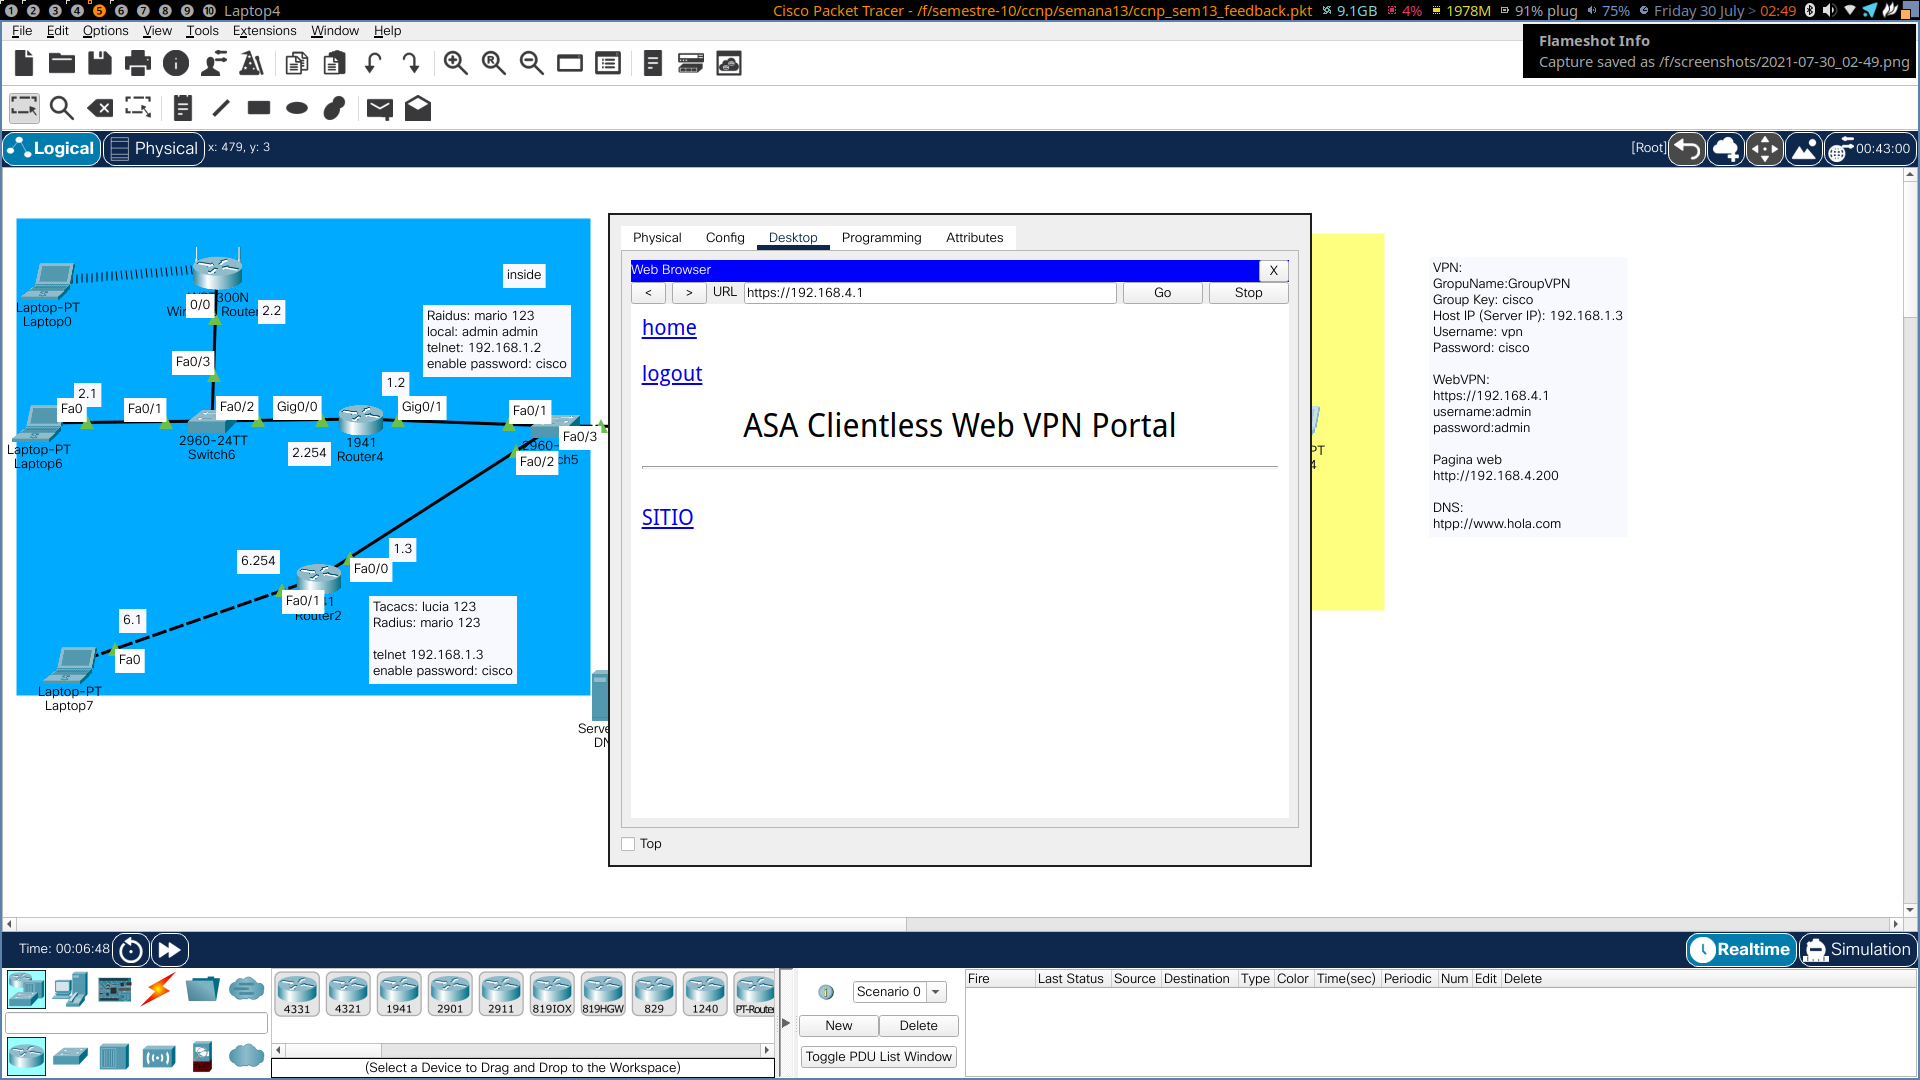 1 2 3 4 5 6 7 8 9 10 Laptop4
Cisco Packet Tracer - /f/semestre-10/ccnp/semana13/ccnp_sem13_feedback.pkt 9.1GB 4% 1978M 91% plug 75% Friday 30 July > 02:49
File Edit Options View Tools Extensions Window Help
Flameshot Info
Capture saved as /f/screenshots/2021-07-30_02-49.png
Logical Physical x: 479, y: 3
[Root] 00:43:00
Laptop-PT
Laptop0
0/0
300N
Router
2.2
Fa0/3
inside
Raidus: mario 123
local: admin admin
telnet: 192.168.1.2
enable password: cisco
2.1
Fa0
Fa0/1
Fa0/2
Gig0/0
1.2
Gig0/1
Fa0/1
Fa0/3
Fa0/2
Laptop-PT
Laptop6
2960-24TT
Switch6
2.254
1941
Router4
2960-
ch5
6.254
1.3
Fa0/0
Fa0/1
Router2
6.1
Fa0
Laptop-PT
Laptop7
Tacacs: lucia 123
Radius: mario 123
telnet 192.168.1.3
enable password: cisco
Serve
Physical Config Desktop Programming Attributes
Web Browser X
< > URL https://192.168.4.1 Go Stop
home
logout
ASA Clientless Web VPN Portal
SITIO
Top
PT
VPN:
GropuName:GroupVPN
Group Key: cisco
Host IP (Server IP): 192.168.1.3
Username: vpn
Password: cisco
WebVPN:
https://192.168.4.1
username:admin
password:admin
Pagina web
http://192.168.4.200
DNS:
htpp://www.hola.com
Time: 00:06:48
Realtime Simulation
4331 4321 1941 2901 2911 819IOX 819HGW 829 1240 PT-Router
(Select a Device to Drag and Drop to the Workspace)
Scenario 0
New Delete
Toggle PDU List Window
Fire Last Status Source Destination Type Color Time(sec) Periodic Num Edit Delete